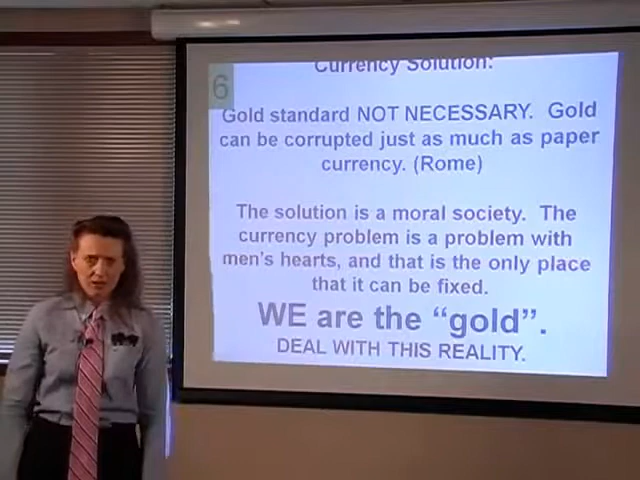 Currency Solution:
6
Gold standard NOT NECESSARY. Gold
can be corrupted just as much as paper
currency. (Rome)
The solution is a moral society. The
currency problem is a problem with
men's hearts, and that is the only place
that it can be fixed.
WE are the "gold".
DEAL WITH THIS REALITY.